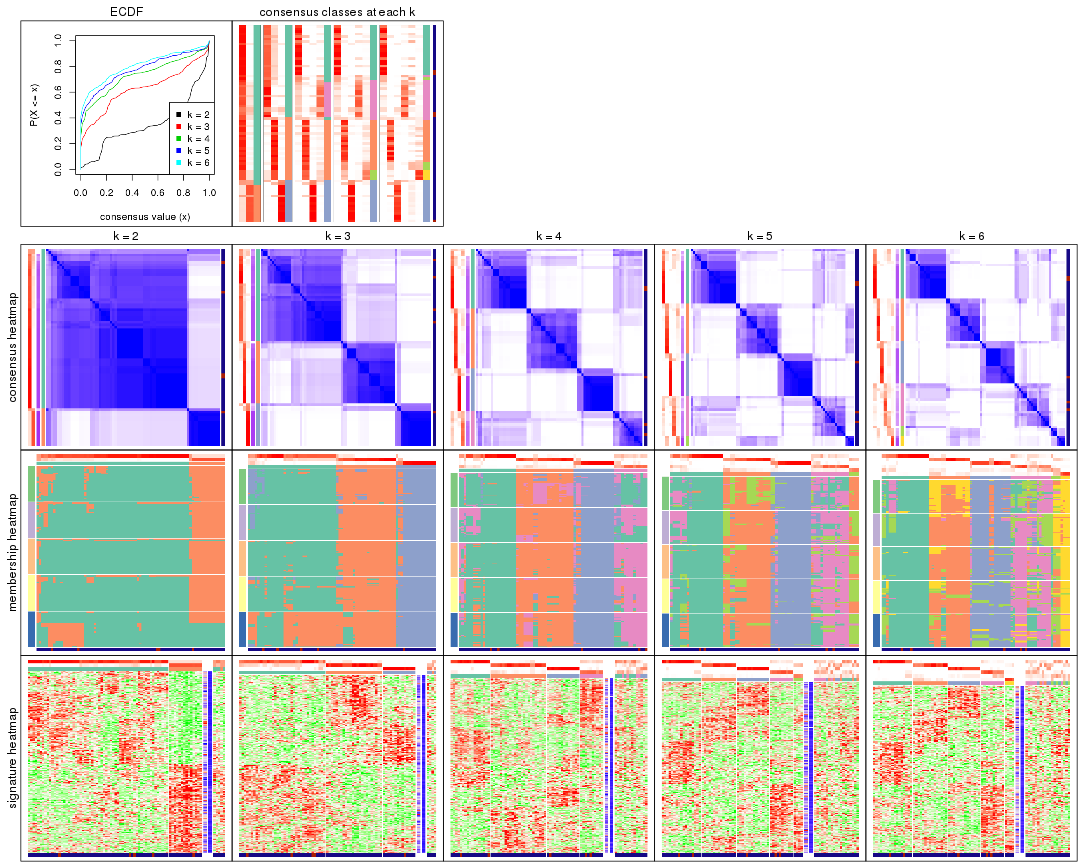 ECDF
consensus classes at each k
P(X <= x)
0.0 0.2 0.4 0.6 0.8 1.0
k = 2
k = 3
k = 4
k = 5
k = 6
0.0 0.2 0.4 0.6 0.8 1.0
consensus value (x)
k = 2
k = 3
k = 4
k = 5
k = 6
consensus heatmap
membership heatmap
signature heatmap